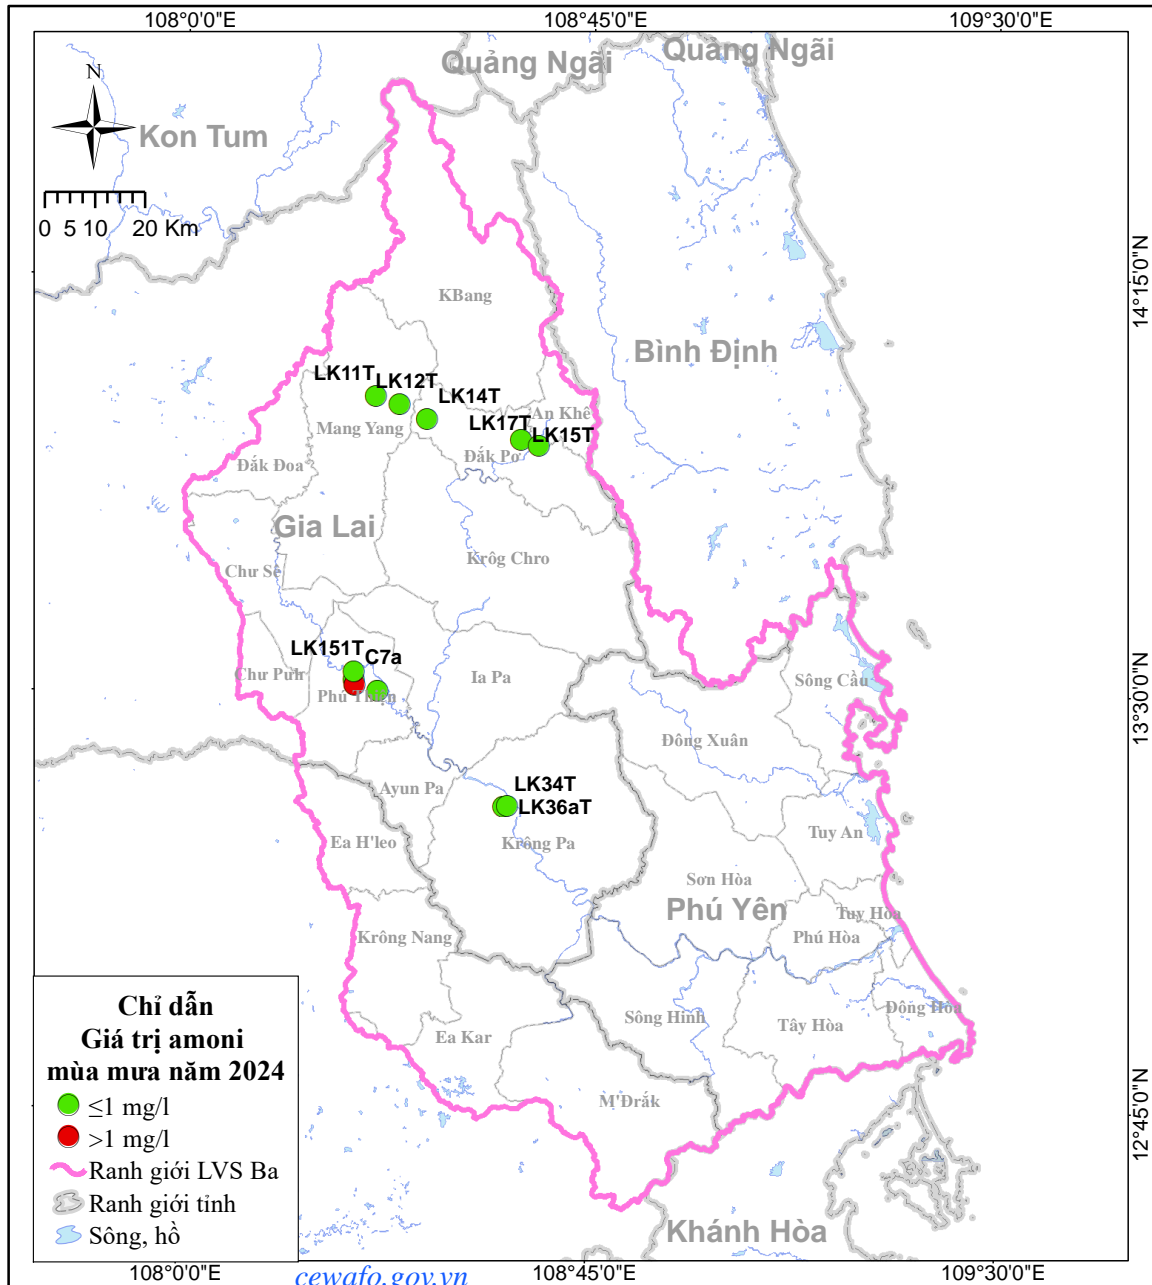 108°0'0"E 108°45'0"E 109°30'0"E
Quảng Ngãi Quảng Ngãi
N
Kon Tum
0 5 10 20 Km
14°15'0"N
KBang
Bình Định
LK11T LK12T LK14T
An Khê
LK17T LK15T
Mang Yang
Đắk Pơ
Đắk Đoa
Gia Lai
Krôg Chro
Chư Sê
LK151T C7a
Chư Pưh Ia Pa
Sông Cầu
Phú Thiện
13°30'0"N
Đông Xuân
LK34T
Ayun Pa
LK36aT
Tuy An
Ea H'leo Krông Pa
Sơn Hòa
Phú Yên
Tuy Hòa
Krông Nang Phú Hòa
Chỉ dẫn
Giá trị amoni
mùa mưa năm 2024
≤1 mg/l
>1 mg/l
Ranh giới LVS Ba
Ranh giới tỉnh
Sông, hồ
Đông Hòa
Sông Hinh Tây Hòa
Ea Kar
M'Đrắk
12°45'0"N
Khánh Hòa
cewafo.gov.vn
108°0'0"E 108°45'0"E 109°30'0"E